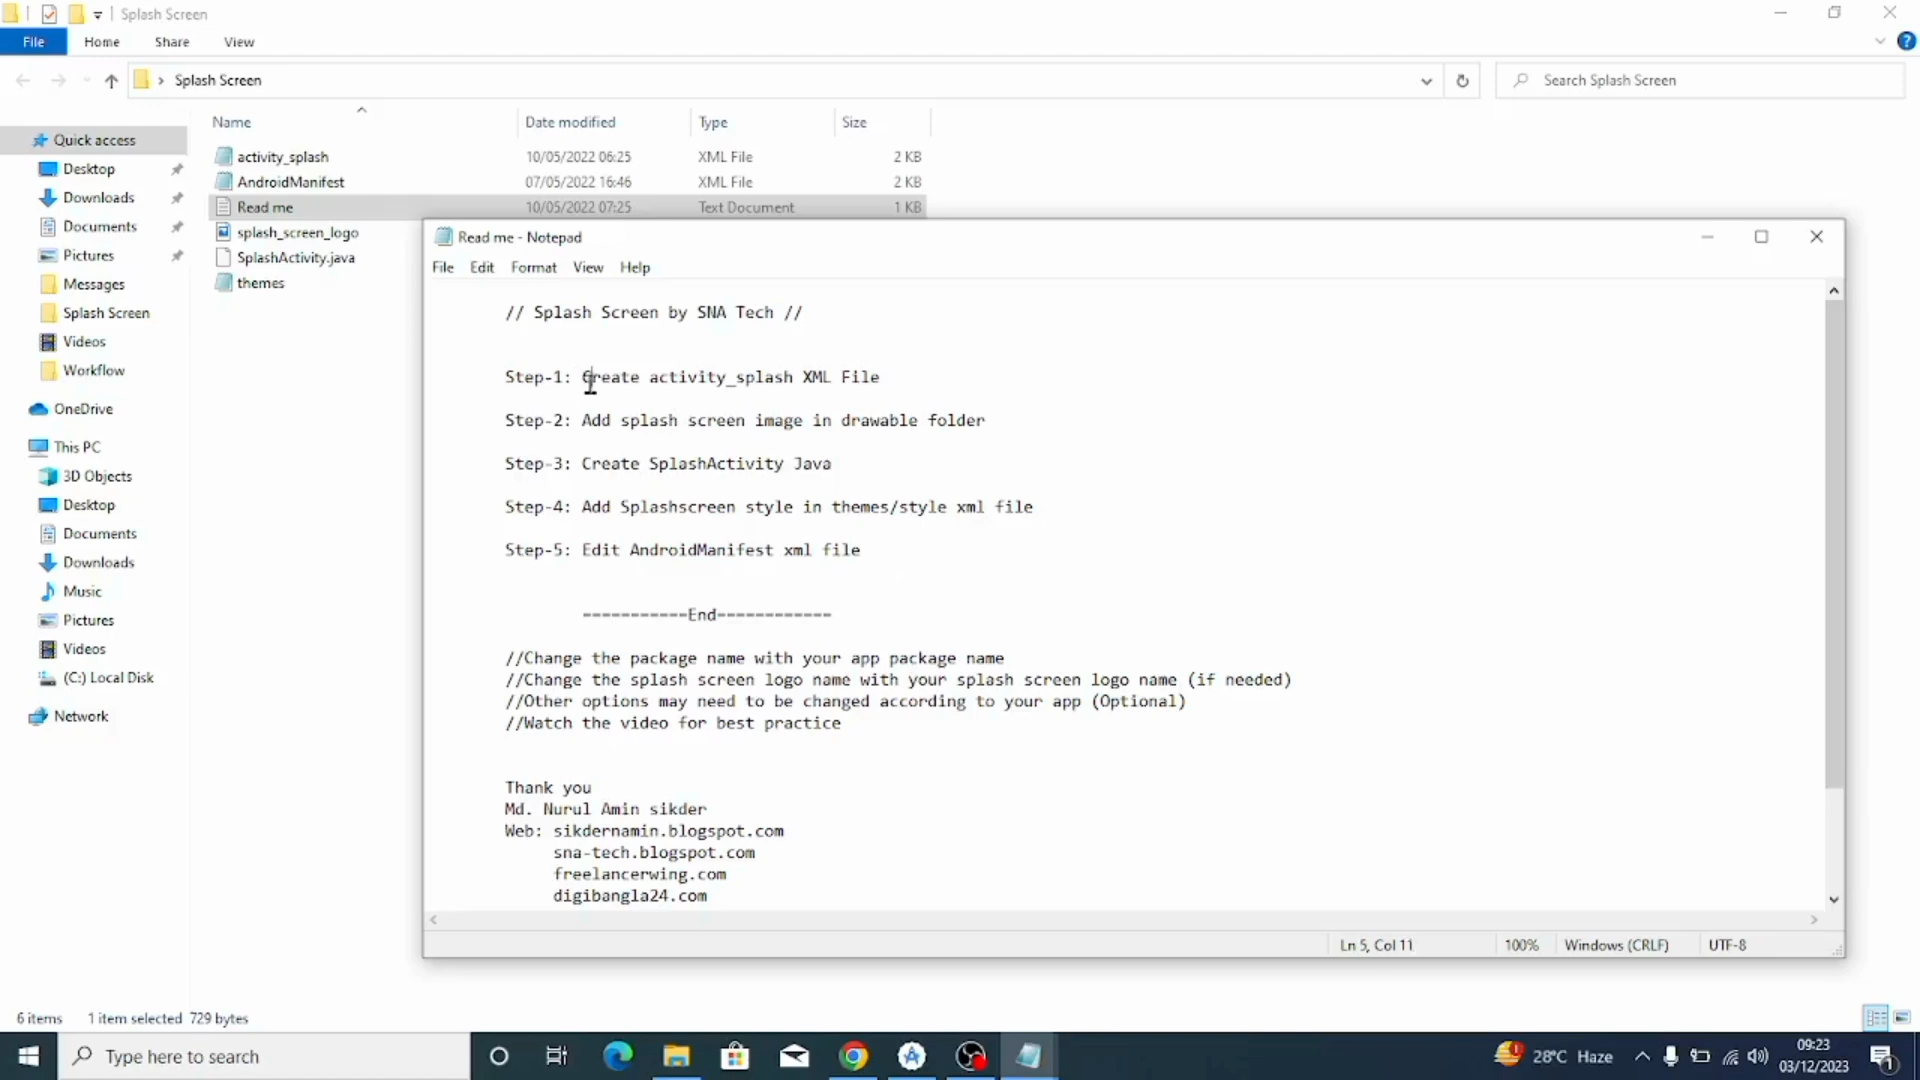 Splash Screen
File Home Share View
Splash Screen
Search Splash Screen
Name Date modified Type Size
Quick access
Desktop
Downloads
Documents
Pictures
Messages
Splash Screen
Videos
Workflow
OneDrive
This PC
3D Objects
Desktop
Documents
Downloads
Music
Pictures
Videos
(C:) Local Disk
Network
activity_splash 10/05/2022 06:25 XML File 2 KB
AndroidManifest 07/05/2022 16:46 XML File 2 KB
Read me 10/05/2022 07:25 Text Document 1 KB
splash_screen_logo
SplashActivity.java
themes
Read me - Notepad
File Edit Format View Help
// Splash Screen by SNA Tech //
Step-1: Create activity_splash XML File
Step-2: Add splash screen image in drawable folder
Step-3: Create SplashActivity Java
Step-4: Add Splashscreen style in themes/style xml file
Step-5: Edit AndroidManifest xml file
-----------End------------
//Change the package name with your app package name
//Change the splash screen logo name with your splash screen logo name (if needed)
//Other options may need to be changed according to your app (Optional)
//Watch the video for best practice
Thank you
Md. Nurul Amin sikder
Web: sikdernamin.blogspot.com
sna-tech.blogspot.com
freelancerwing.com
digibangla24.com
Ln 5, Col 11 100% Windows (CRLF) UTF-8
6 items 1 item selected 729 bytes
Type here to search
28°C Haze
09:23
03/12/2023
1